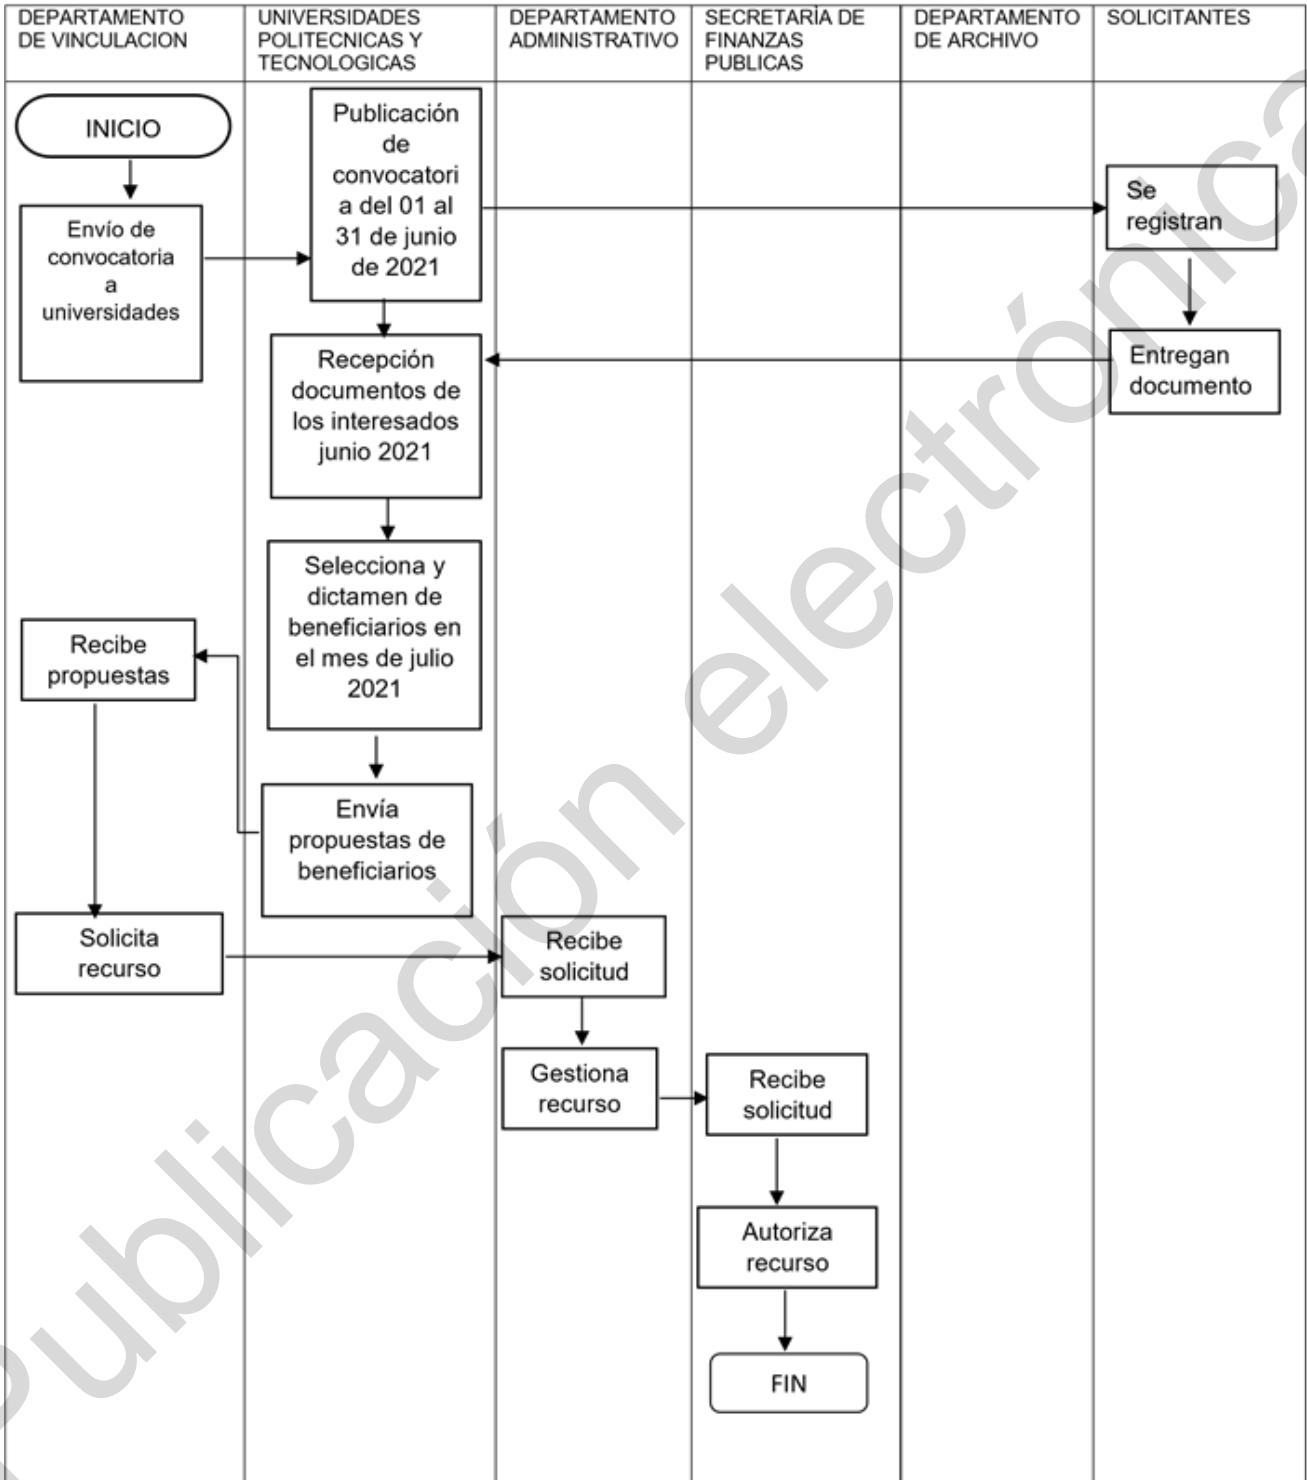 DEPARTAMENTO
DE VINCULACION
UNIVERSIDADES
POLITECNICAS Y
TECNOLOGICAS
DEPARTAMENTO
ADMINISTRATIVO
SECRETARÌA DE
FINANZAS
PUBLICAS
DEPARTAMENTO
DE ARCHIVO
SOLICITANTES
INICIO
Envío de
convocatoria
a
universidades
Publicación
de
convocatori
a del 01 al
31 de junio
de 2021
Se
registran
Entregan
documento
Recepción
documentos de
los interesados
junio 2021
Selecciona y
dictamen de
beneficiarios en
el mes de julio
2021
Envía
propuestas de
beneficiarios
Recibe
propuestas
Solicita
recurso
Recibe
solicitud
Gestiona
recurso
Recibe
solicitud
Autoriza
recurso
FIN
Publicación electrónica